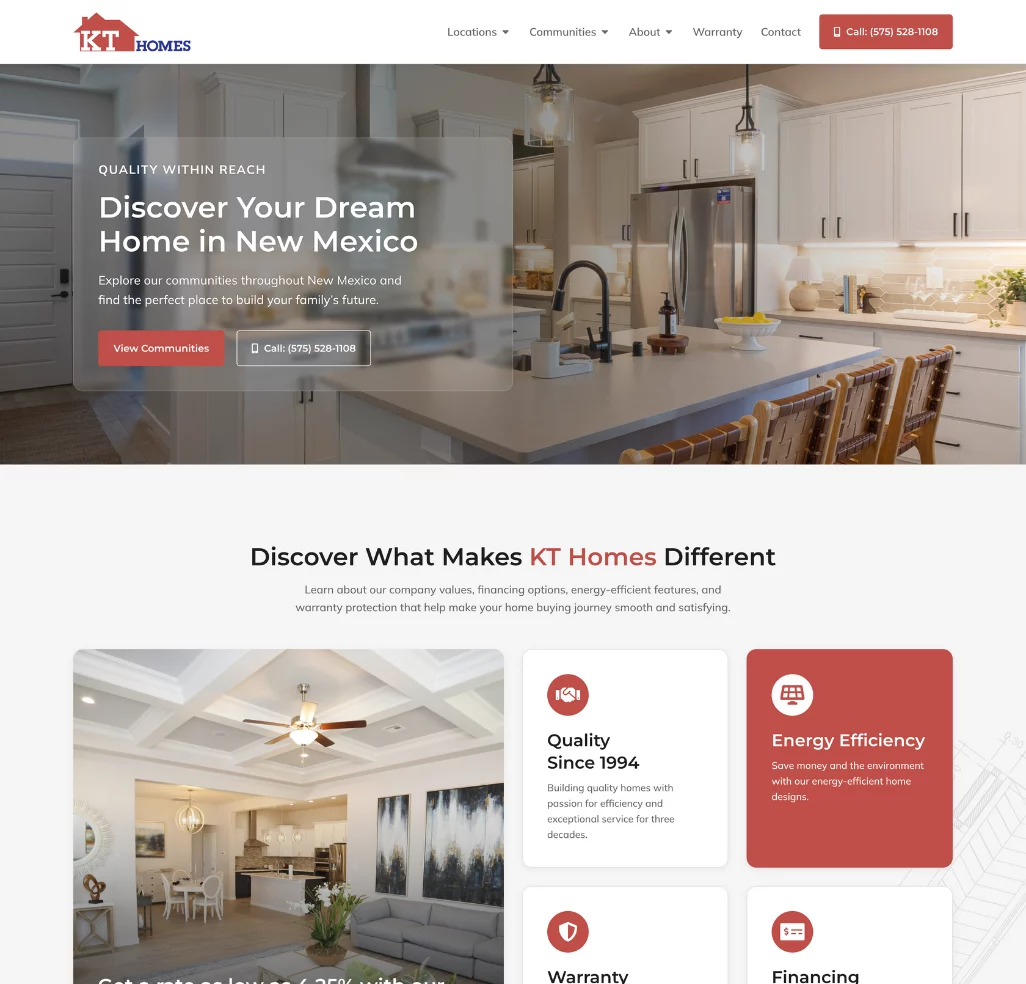 KT HOMES
Locations
Communities
About
Warranty
Contact
Call: (575) 528-1108
QUALITY WITHIN REACH
Discover Your Dream
Home in New Mexico
Explore our communities throughout New Mexico and
find the perfect place to build your family's future.
View Communities
Call: (575) 528-1108
Discover What Makes KT Homes Different
Learn about our company values, financing options, energy-efficient features, and
warranty protection that help make your home buying journey smooth and satisfying.
Quality
Since 1994
Building quality homes with
passion for efficiency and
exceptional service for three
decades.
Energy Efficiency
Save money and the environment
with our energy-efficient home
designs.
Get a rate as low as 4.25% with our
Warranty
Financing